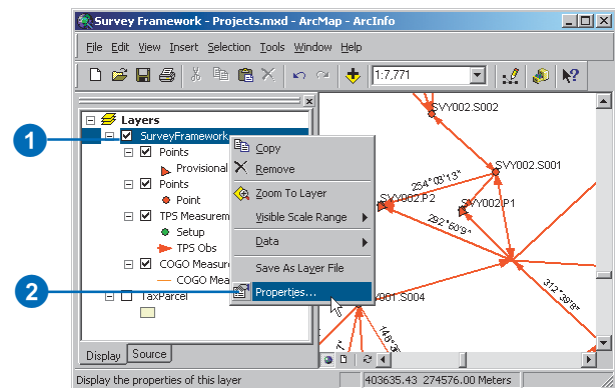 Survey Framework - Projects.mxd - ArcMap - ArcInfo
File Edit View Insert Selection Tools Window Help
1:7,771
Layers
1
SurveyFramework
Points
Provisional
Points
Point
TPS Measurem
Setup
TPS Obs
COGO Measur
COGO Mea
TaxParcel
Copy
Remove
Zoom To Layer
Visible Scale Range
Data
Save As Layer File
2
Properties...
SVY002.S002
SVY002.S001
254°03'13"
SVY002.P2
SVY002.P1
292°50'9"
312°39'8"
Y001.S004
Display Source
Display the properties of this layer
403635.43 274576.00 Meters